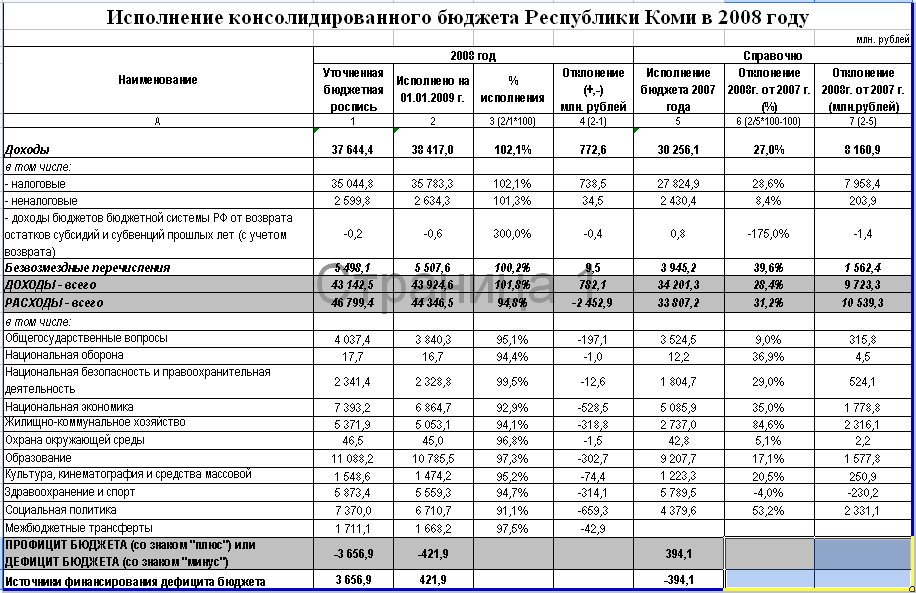 Исполнение консолидированного бюджета Республики Коми в 2008 году
млн. рублей
Наименование | 2008 год | Справочно
Уточненная бюджетная роспись | Исполнено на 01.01.2009 г. | % исполнения | Отклонение (+,-) млн. рублей | Исполнение бюджета 2007 года | Отклонение 2008г. от 2007 г. (%) | Отклонение 2008г. от 2007 г. (млн.рублей)
А | 1 | 2 | 3 (2/1*100) | 4 (2-1) | 5 | 6 (2/5*100-100) | 7 (2-5)
Доходы | 37 644,4 | 38 417,0 | 102,1% | 772,6 | 30 256,1 | 27,0% | 8 160,9
в том числе:
- налоговые | 35 044,8 | 35 783,3 | 102,1% | 738,5 | 27 824,9 | 28,6% | 7 958,4
- неналоговые | 2 599,8 | 2 634,3 | 101,3% | 34,5 | 2 430,4 | 8,4% | 203,9
- доходы бюджетов бюджетной системы РФ от возврата
остатков субсидий и субвенций прошлых лет (с учетом
возврата) | -0,2 | -0,6 | 300,0% | -0,4 | 0,8 | -175,0% | -1,4
Безвозмездные перечисления | 5 498,1 | 5 507,6 | 100,2% | 9,5 | 3 945,2 | 39,6% | 1 562,4
ДОХОДЫ - всего | 43 142,5 | 43 924,6 | 101,8% | 782,1 | 34 201,3 | 28,4% | 9 723,3
РАСХОДЫ - всего | 46 799,4 | 44 346,5 | 94,8% | -2 452,9 | 33 807,2 | 31,2% | 10 539,3
Страница 1
в том числе:
Общегосударственные вопросы | 4 037,4 | 3 840,3 | 95,1% | -197,1 | 3 524,5 | 9,0% | 315,8
Национальная оборона | 17,7 | 16,7 | 94,4% | -1,0 | 12,2 | 36,9% | 4,5
Национальная безопасность и правоохранительная
деятельность | 2 341,4 | 2 328,8 | 99,5% | -12,6 | 1 804,7 | 29,0% | 524,1
Национальная экономика | 7 393,2 | 6 864,7 | 92,9% | -528,5 | 5 085,9 | 35,0% | 1 778,8
Жилищно-коммунальное хозяйство | 5 371,9 | 5 053,1 | 94,1% | -318,8 | 2 737,0 | 84,6% | 2 316,1
Охрана окружающей среды | 46,5 | 45,0 | 96,8% | -1,5 | 42,8 | 5,1% | 2,2
Образование | 11 088,2 | 10 785,5 | 97,3% | -302,7 | 9 207,7 | 17,1% | 1 577,8
Культура, кинематография и средства массовой | 1 548,6 | 1 474,2 | 95,2% | -74,4 | 1 223,3 | 20,5% | 250,9
Здравоохранение и спорт | 5 873,4 | 5 559,3 | 94,7% | -314,1 | 5 789,5 | -4,0% | -230,2
Социальная политика | 7 370,0 | 6 710,7 | 91,1% | -659,3 | 4 379,6 | 53,2% | 2 331,1
Межбюджетные трансферты | 1 711,1 | 1 668,2 | 97,5% | -42,9
ПРОФИЦИТ БЮДЖЕТА (со знаком "плюс") или
ДЕФИЦИТ БЮДЖЕТА (со знаком "минус") | -3 656,9 | -421,9 | 394,1
Источники финансирования дефицита бюджета | 3 656,9 | 421,9 | -394,1